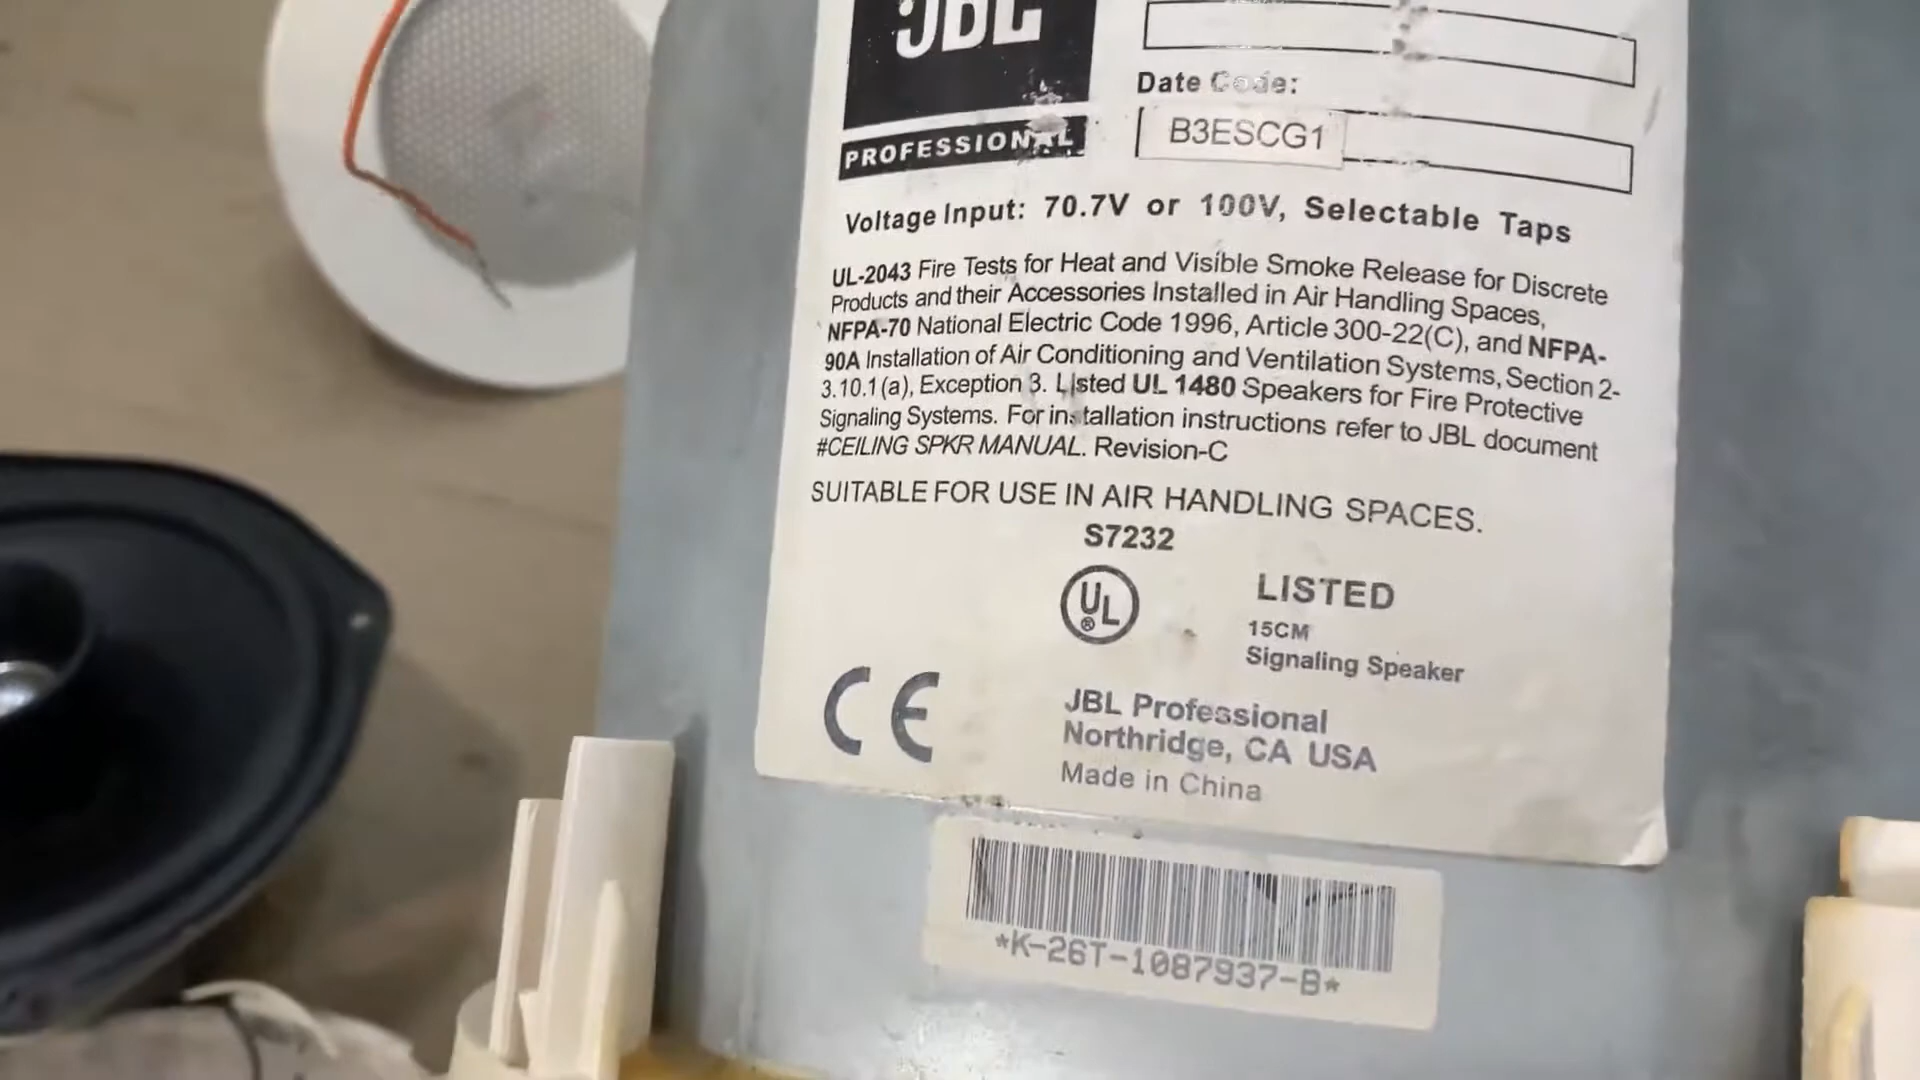 JBL
PROFESSIONAL
Date Code:
B3ESCG1
Voltage Input: 70.7V or 100V, Selectable Taps
UL-2043 Fire Tests for Heat and Visible Smoke Release for Discrete
Products and their Accessories Installed in Air Handling Spaces,
NFPA-70 National Electric Code 1996, Article 300-22(C), and NFPA-
90A Installation of Air Conditioning and Ventilation Systems, Section 2-
3.10.1(a), Exception 3. Listed UL 1480 Speakers for Fire Protective
Signaling Systems. For installation instructions refer to JBL document
#CEILING SPKR MANUAL. Revision-C
SUITABLE FOR USE IN AIR HANDLING SPACES.
S7232
UL ®
LISTED
15CM
Signaling Speaker
CE
JBL Professional
Northridge, CA USA
Made in China
*K-26T-1087937-B*